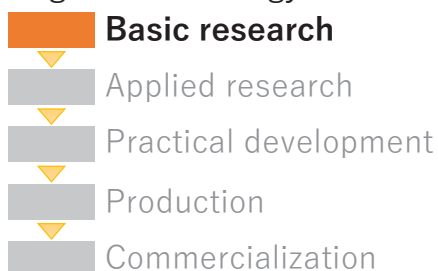 Basic research
Applied research
Practical development
Production
Commercialization